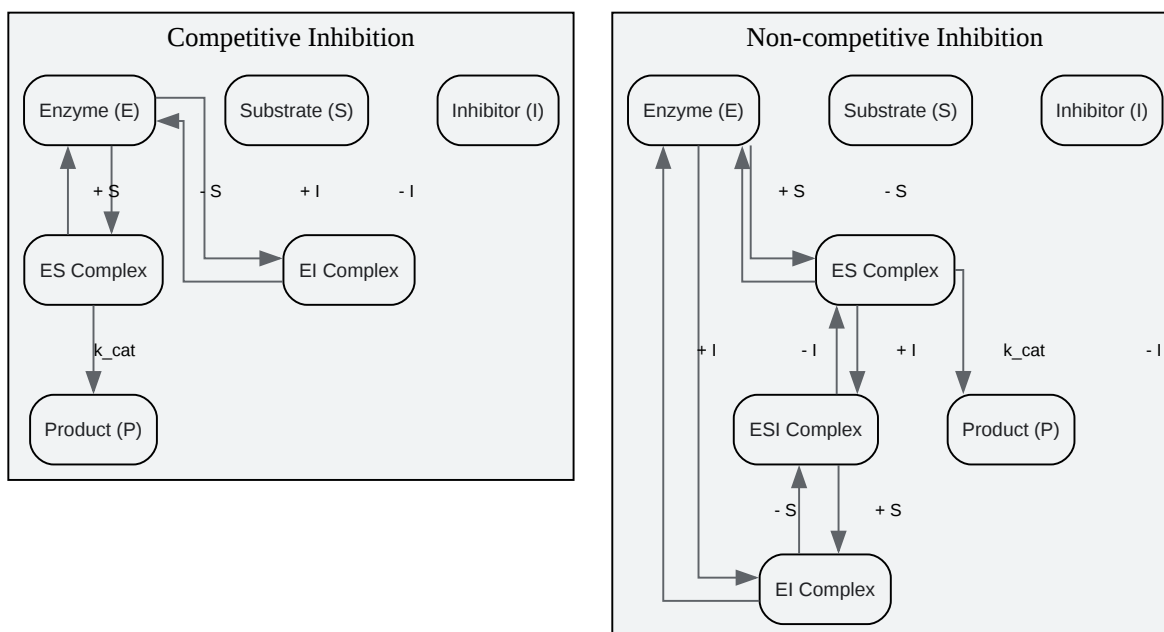 Competitive Inhibition
Enzyme (E)
Substrate (S)
Inhibitor (I)
+ S
- S
+ I
- I
ES Complex
EI Complex
k_cat
Product (P)
Non-competitive Inhibition
Enzyme (E)
Substrate (S)
Inhibitor (I)
+ S
- S
ES Complex
+ I
- I
+ I
k_cat
- I
ESI Complex
Product (P)
- S
+ S
EI Complex